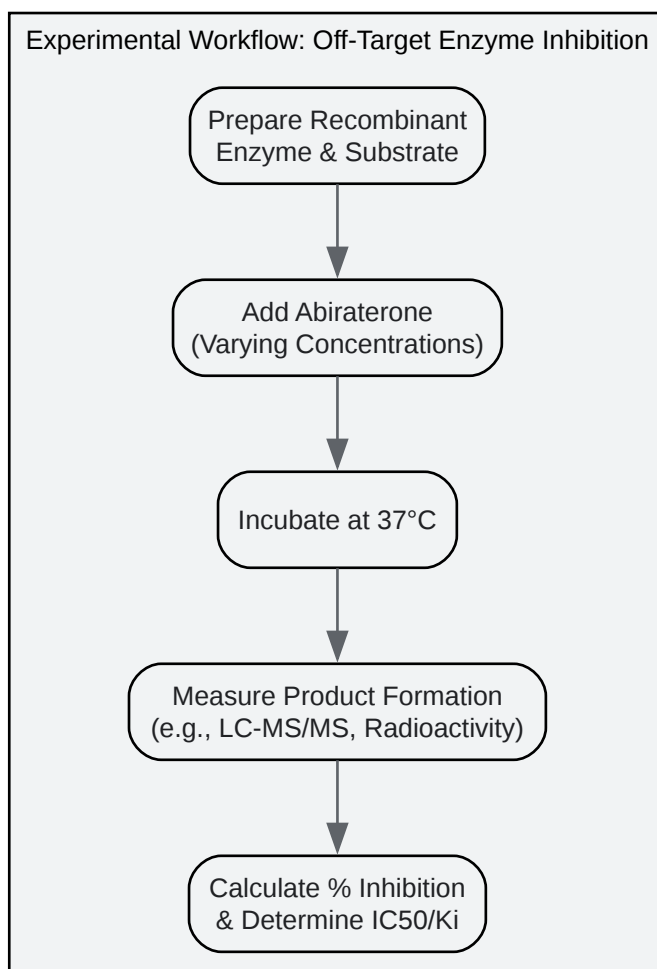 Experimental Workflow: Off-Target Enzyme Inhibition
Prepare Recombinant
Enzyme & Substrate
Add Abiraterone
(Varying Concentrations)
Incubate at 37°C
Measure Product Formation
(e.g., LC-MS/MS, Radioactivity)
Calculate % Inhibition
& Determine IC50/Ki